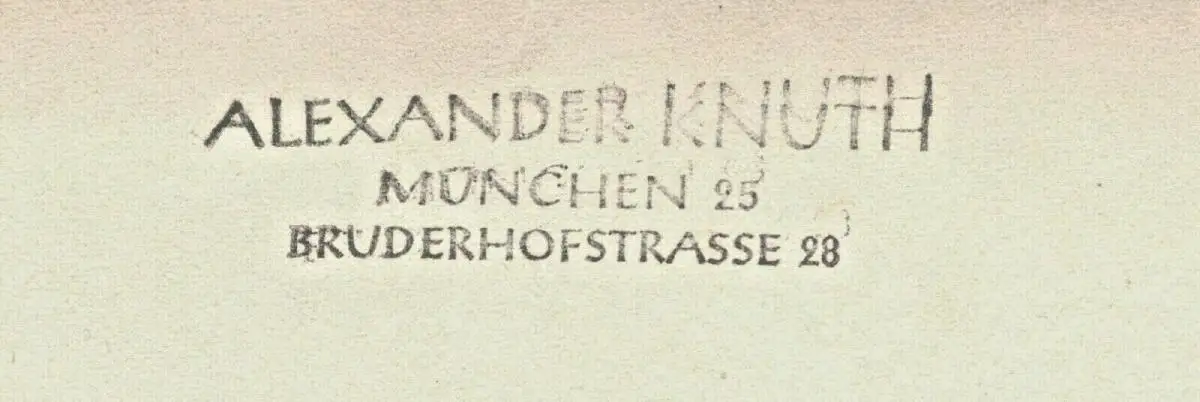 ALEXANDER KNUTH
MÜNCHEN 25
BRUDERHOFSTRASSE 28